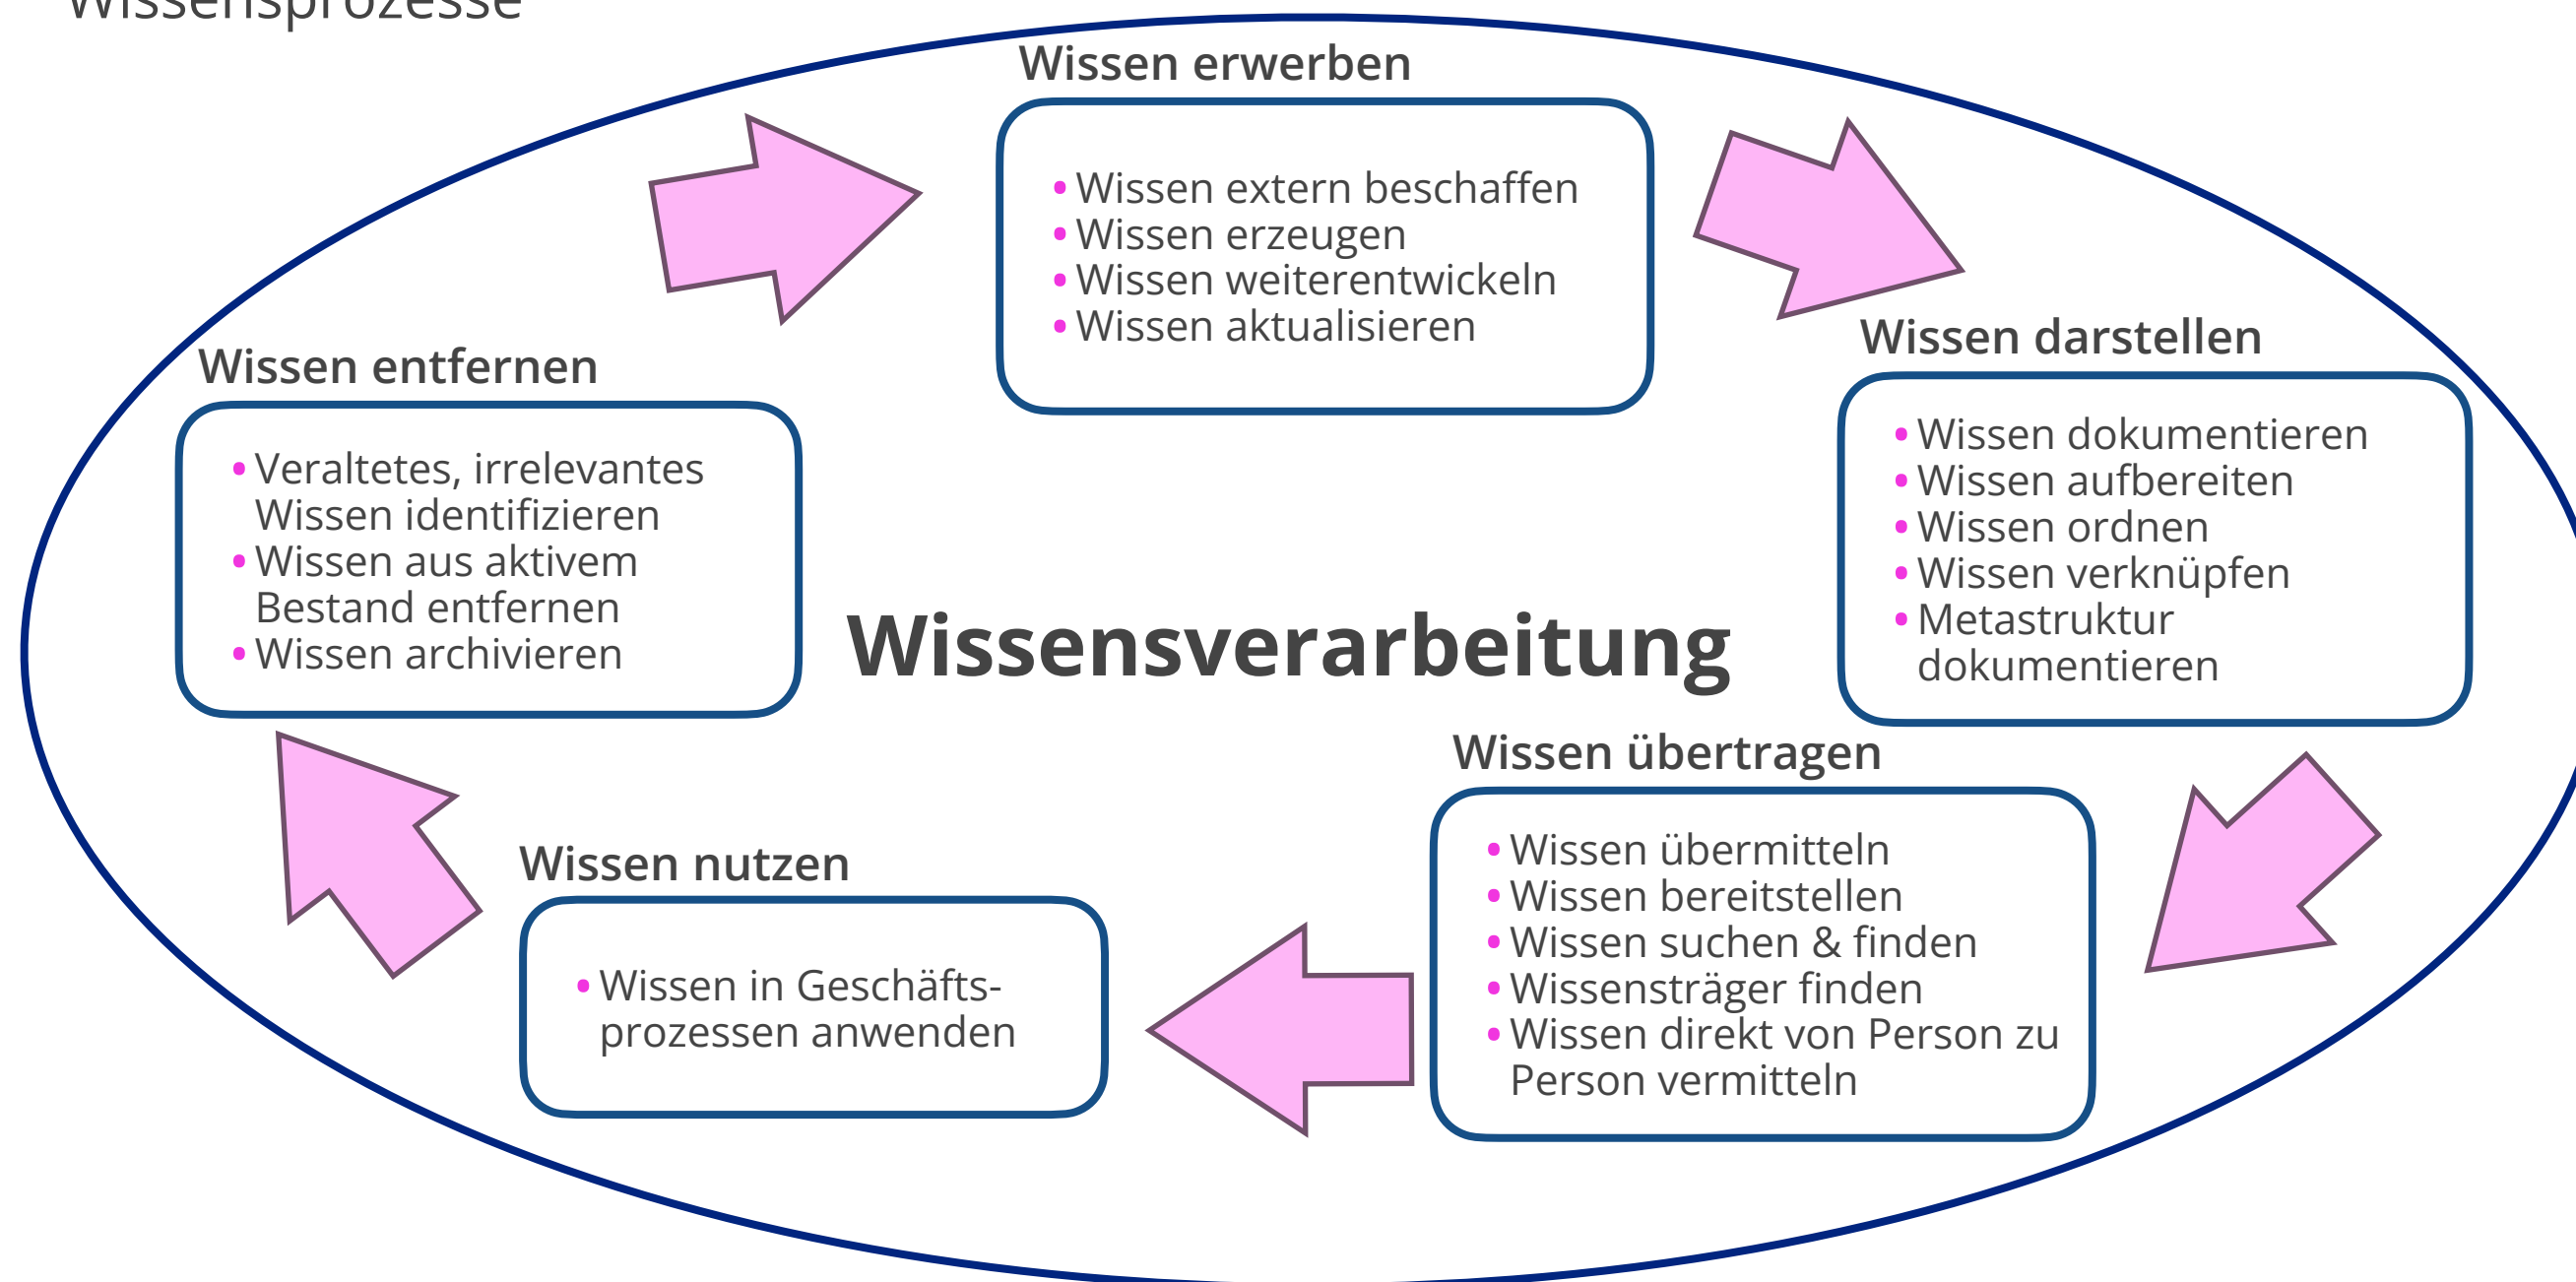 Wissensprozesse
Wissen erwerben
• Wissen extern beschaffen
• Wissen erzeugen
• Wissen weiterentwickeln
• Wissen aktualisieren
Wissen darstellen
• Wissen dokumentieren
• Wissen aufbereiten
• Wissen ordnen
• Wissen verknüpfen
• Metastruktur
dokumentieren
Wissen entfernen
• Veraltetes, irrelevantes
Wissen identifizieren
• Wissen aus aktivem
Bestand entfernen
• Wissen archivieren
Wissensverarbeitung
Wissen übertragen
• Wissen übermitteln
• Wissen bereitstellen
• Wissen suchen & finden
• Wissensträger finden
• Wissen direkt von Person zu
Person vermitteln
Wissen nutzen
• Wissen in Geschäfts-
prozessen anwenden